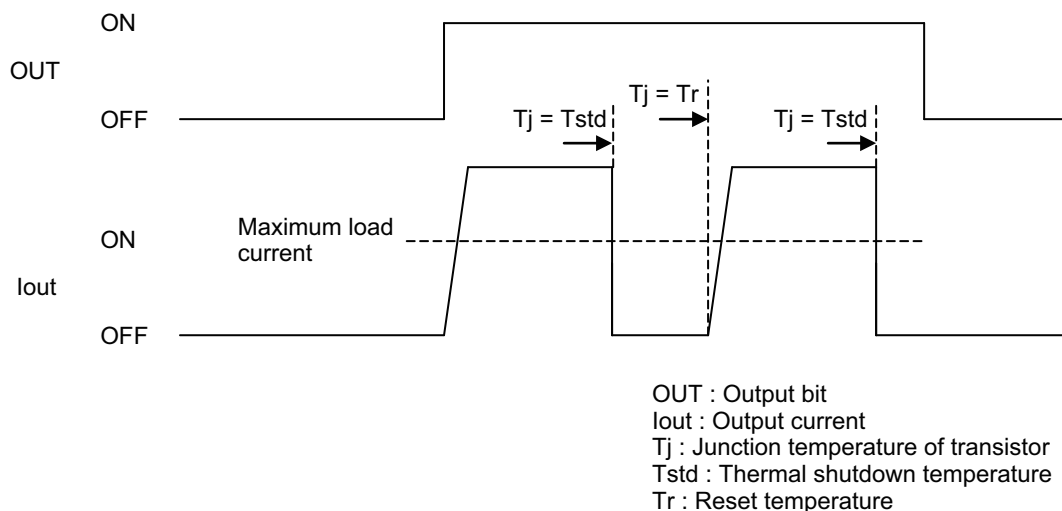 ON
OUT
OFF
Tj = Tstd
Tj = Tr
Tj = Tstd
Maximum load
current
ON
Iout
OFF
OUT : Output bit
Iout : Output current
Tj : Junction temperature of transistor
Tstd : Thermal shutdown temperature
Tr : Reset temperature